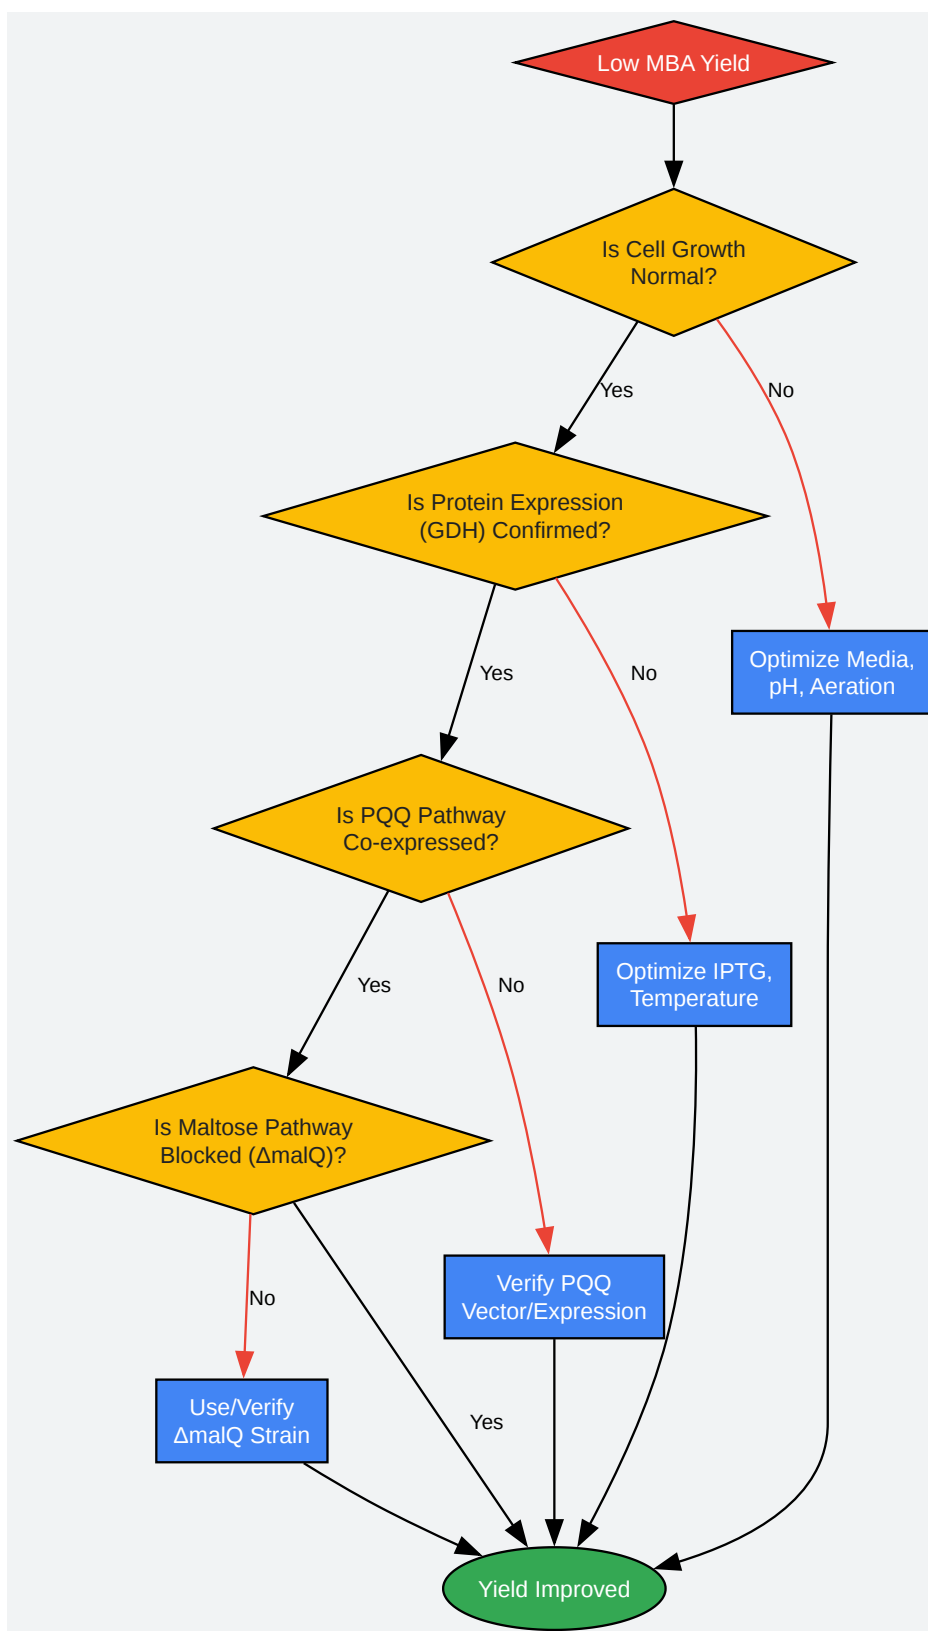 Low MBA Yield
Is Cell Growth
Normal?
Yes
No
Is Protein Expression
(GDH) Confirmed?
Optimize Media,
pH, Aeration
Yes
No
Is PQQ Pathway
Co-expressed?
Optimize IPTG,
Temperature
Yes
No
Is Maltose Pathway
Blocked (ΔmalQ)?
Verify PQQ
Vector/Expression
No
Use/Verify
ΔmalQ Strain
Yes
Yield Improved